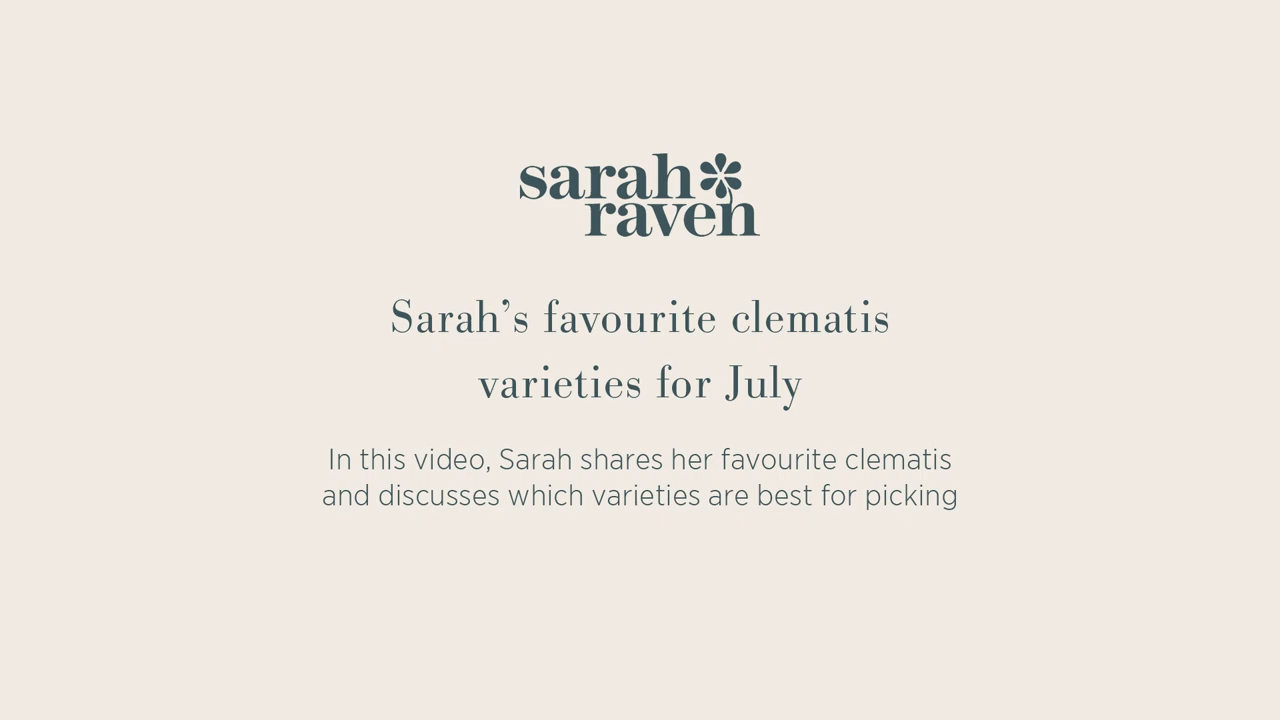 sarah
raven
Sarah’s favourite clematis
varieties for July
In this video, Sarah shares her favourite clematis
and discusses which varieties are best for picking